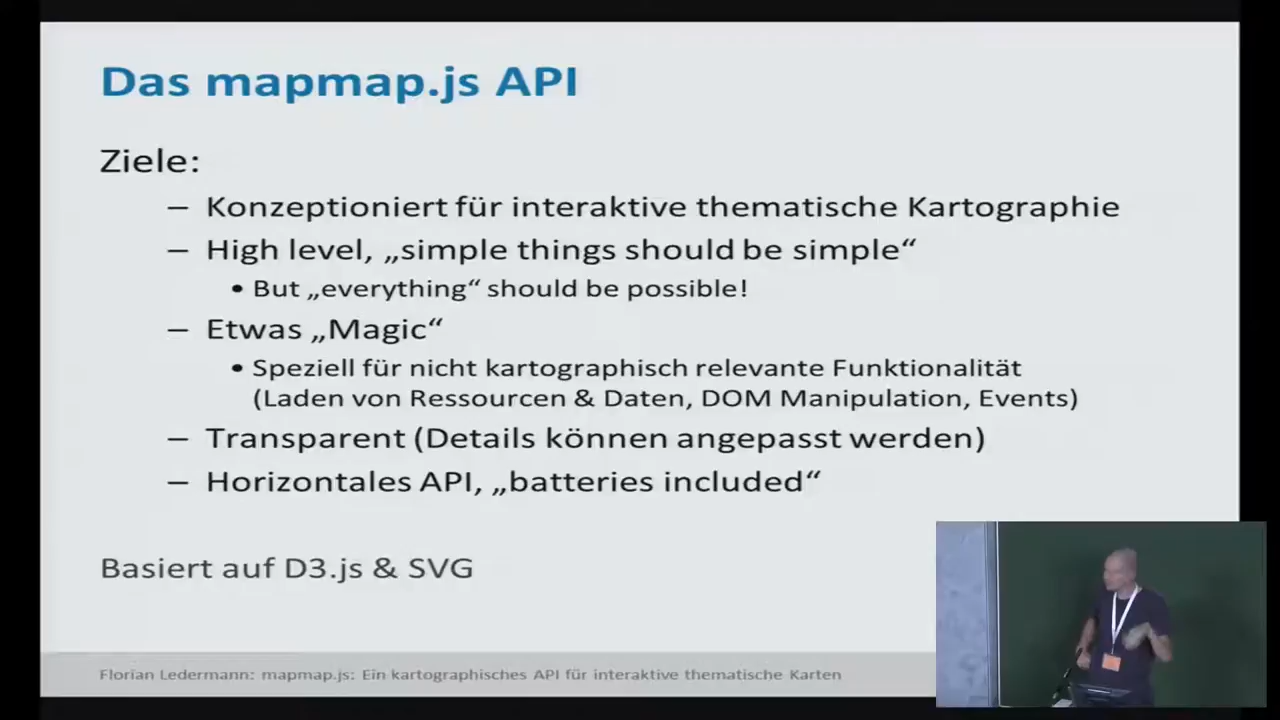 Das mapmap.js API
Ziele:
– Konzeptioniert für interaktive thematische Kartographie
– High level, „simple things should be simple“
• But „everything“ should be possible!
– Etwas „Magic“
• Speziell für nicht kartographisch relevante Funktionalität
(Laden von Ressourcen & Daten, DOM Manipulation, Events)
– Transparent (Details können angepasst werden)
– Horizontales API, „batteries included“
Basiert auf D3.js & SVG
Florian Ledermann: mapmap.js: Ein kartographisches API für interaktive thematische Karten